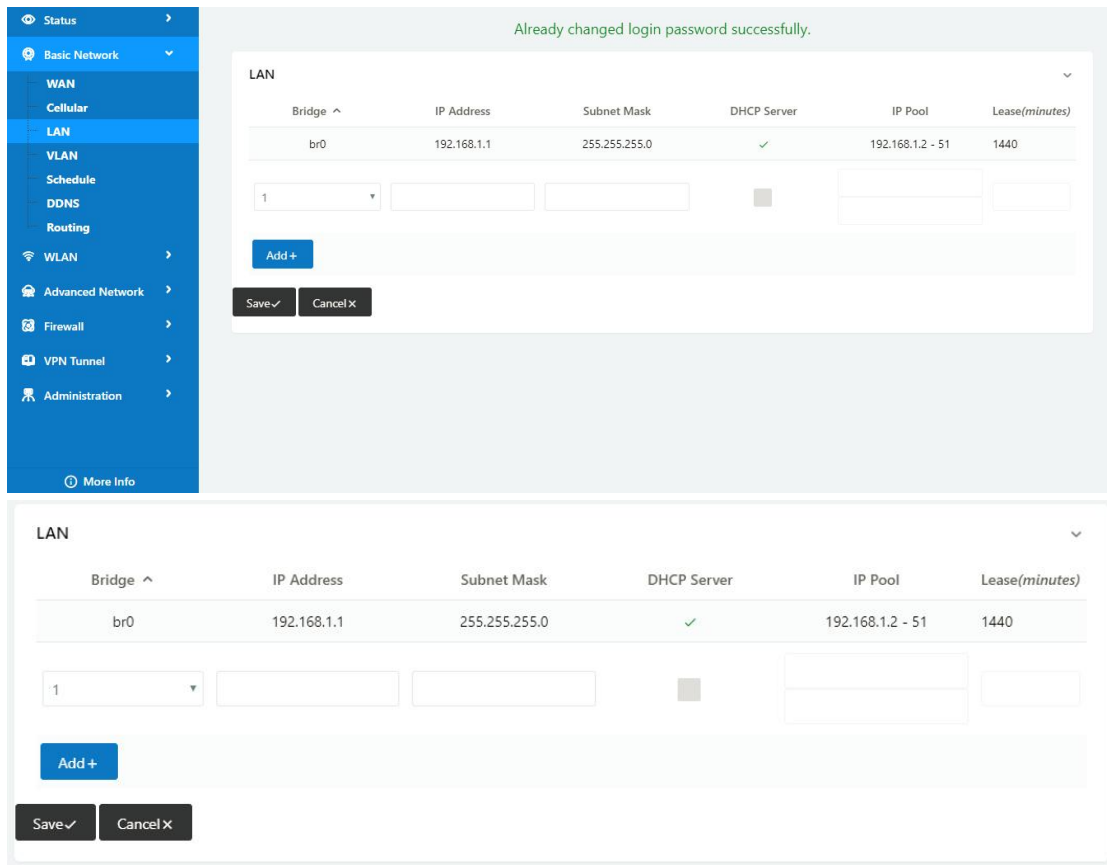 Status
Basic Network
WAN
Cellular
LAN
VLAN
Schedule
DDNS
Routing
WLAN
Advanced Network
Firewall
VPN Tunnel
Administration
More Info
Already changed login password successfully.
LAN
Bridge IP Address Subnet Mask DHCP Server IP Pool Lease(minutes)
br0 192.168.1.1 255.255.255.0 192.168.1.2 - 51 1440
1
Add+
Save Cancel
LAN
Bridge IP Address Subnet Mask DHCP Server IP Pool Lease(minutes)
br0 192.168.1.1 255.255.255.0 192.168.1.2 - 51 1440
1
Add+
Save Cancel